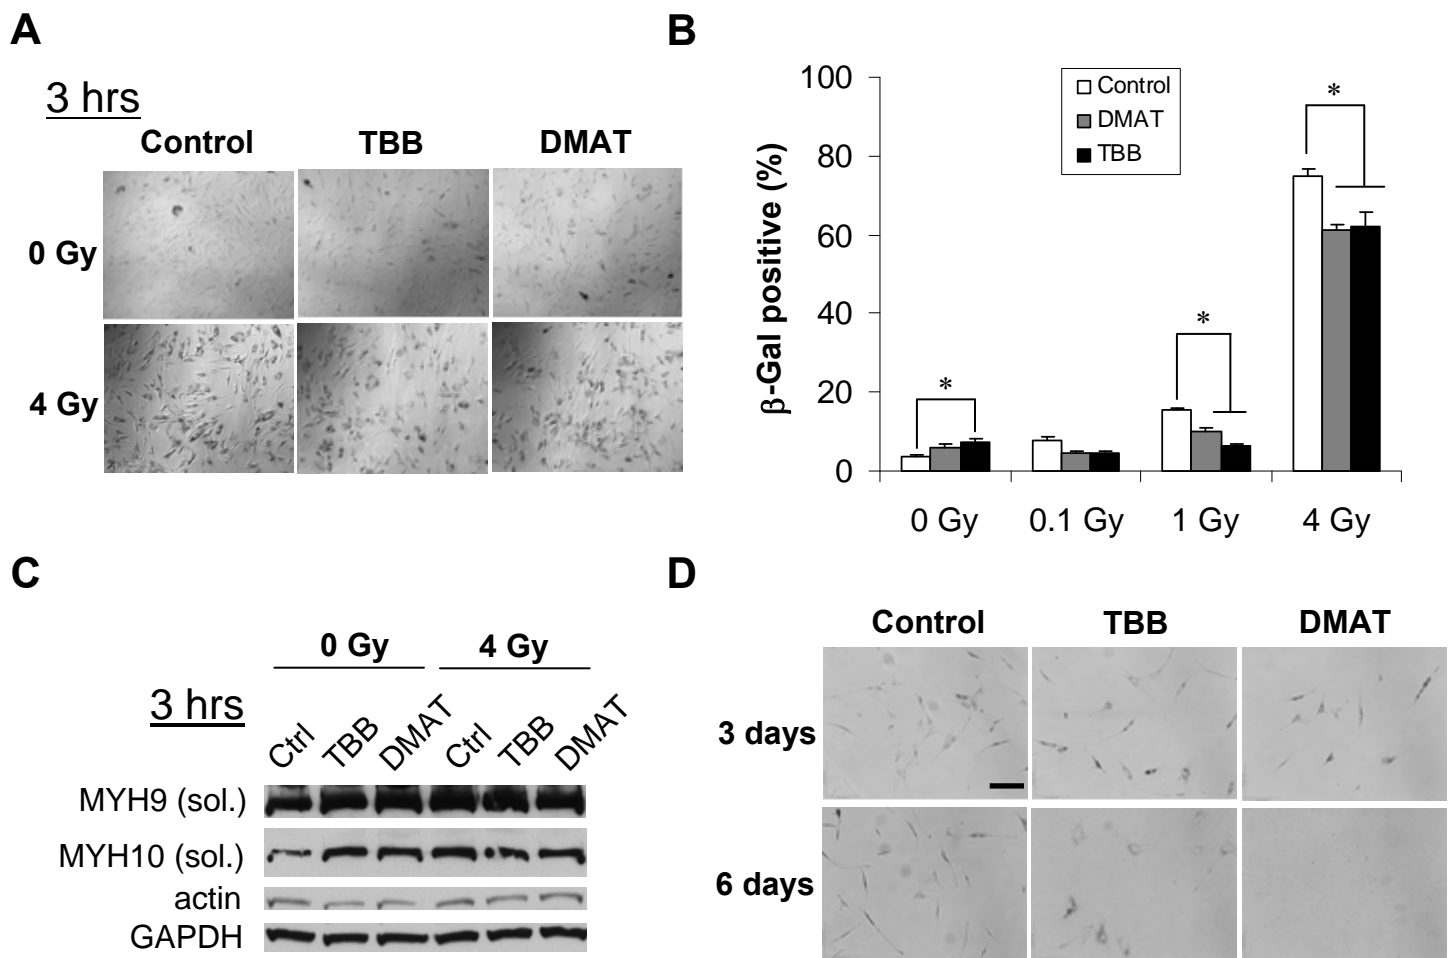 A
3 hrs
Control TBB DMAT
0 Gy
4 Gy
B
β-Gal positive (%)
100
80
60
40
20
0
Control
DMAT
TBB
*
*
*
0 Gy 0.1 Gy 1 Gy 4 Gy
C
0 Gy 4 Gy
3 hrs
Ctrl TBB DMAT Ctrl TBB DMAT
MYH9 (sol.)
MYH10 (sol.)
actin
GAPDH
D
Control TBB DMAT
3 days
6 days